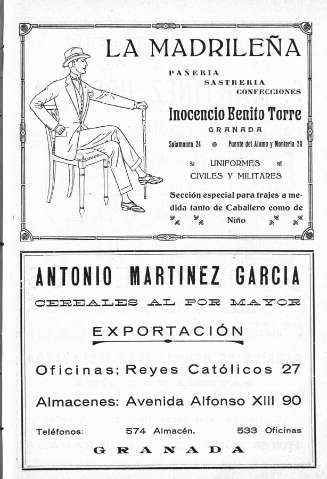 LA MADRILEÑA
PAÑERIA
SASTRERIA
CONFECCIONES
Inocencio Benito Torre
GRANADA
Salamanca 24 Puente del Alamo y Montería 20
UNIFORMES
CIVILES Y MILITARES
Sección especial para trajes a me-
dida tanto de Caballero como de
Niño
ANTONIO MARTINEZ GARCIA
CEREALES AL POR MAYOR
EXPORTACIÓN
Oficinas: Reyes Católicos 27
Almacenes: Avenida Alfonso XIII 90
Teléfonos: 574 Almacén. 533 Oficinas
GRANADA